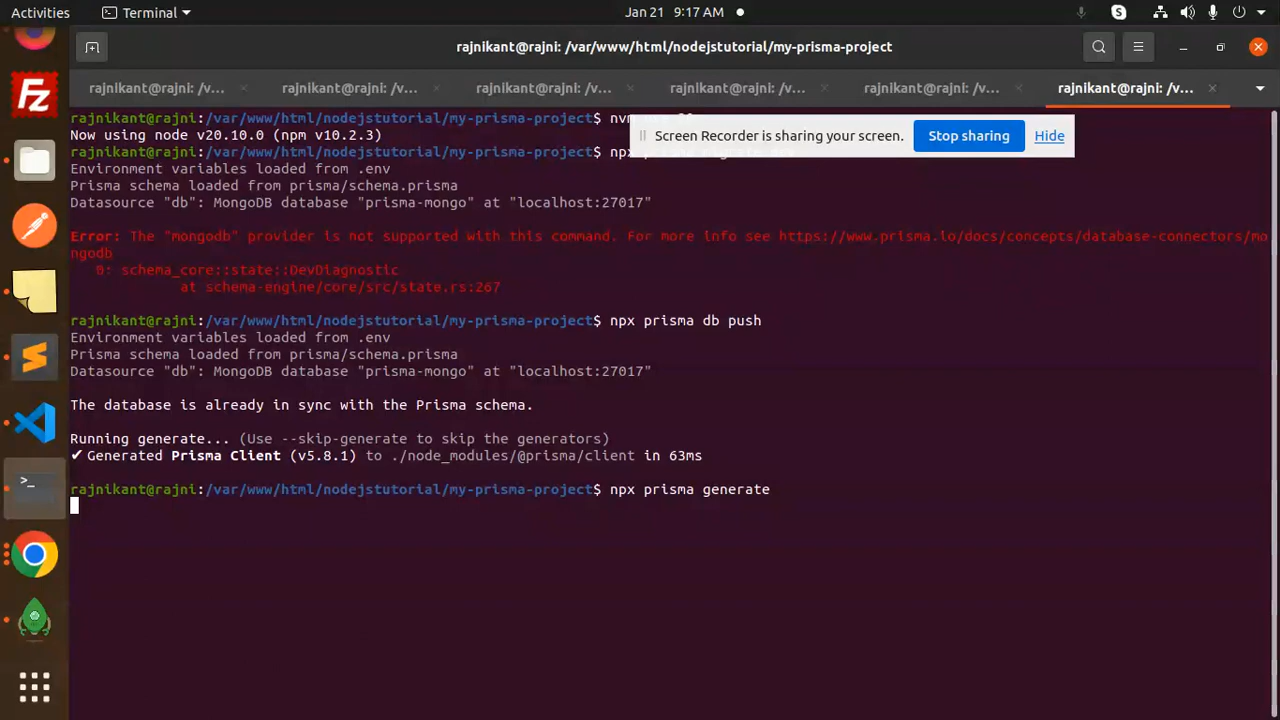 Activities Terminal Jan 21 9:17 AM
rajnikant@rajni: /var/www/html/nodejstutorial/my-prisma-project
rajnikant@rajni: /v... rajnikant@rajni: /v... rajnikant@rajni: /v... rajnikant@rajni: /v... rajnikant@rajni: /v... rajnikant@rajni: /v...
rajnikant@rajni:/var/www/html/nodejstutorial/my-prisma-project$ nvm
Screen Recorder is sharing your screen. Stop sharing Hide
Now using node v20.10.0 (npm v10.2.3)
rajnikant@rajni:/var/www/html/nodejstutorial/my-prisma-project$ npx
Environment variables loaded from .env
Prisma schema loaded from prisma/schema.prisma
Datasource "db": MongoDB database "prisma-mongo" at "localhost:27017"
Error: The "mongodb" provider is not supported with this command. For more info see https://www.prisma.io/docs/concepts/database-connectors/mo
ngodb
0: schema_core::state::DevDiagnostic
at schema-engine/core/src/state.rs:267
rajnikant@rajni:/var/www/html/nodejstutorial/my-prisma-project$ npx prisma db push
Environment variables loaded from .env
Prisma schema loaded from prisma/schema.prisma
Datasource "db": MongoDB database "prisma-mongo" at "localhost:27017"
The database is already in sync with the Prisma schema.
Running generate... (Use --skip-generate to skip the generators)
✔ Generated Prisma Client (v5.8.1) to ./node_modules/@prisma/client in 63ms
rajnikant@rajni:/var/www/html/nodejstutorial/my-prisma-project$ npx prisma generate